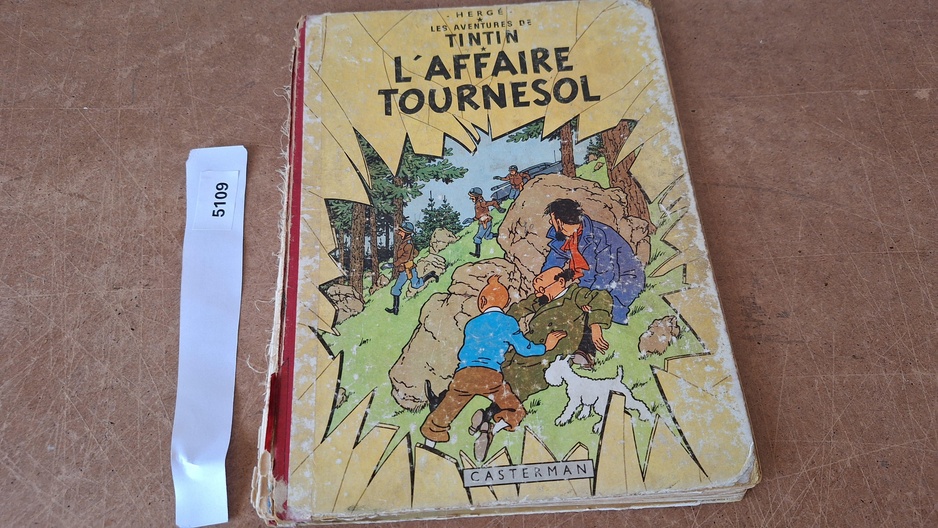 HERGÉ
LES AVENTURES DE
TINTIN
L'AFFAIRE
TOURNESOL
CASTERMAN
5109